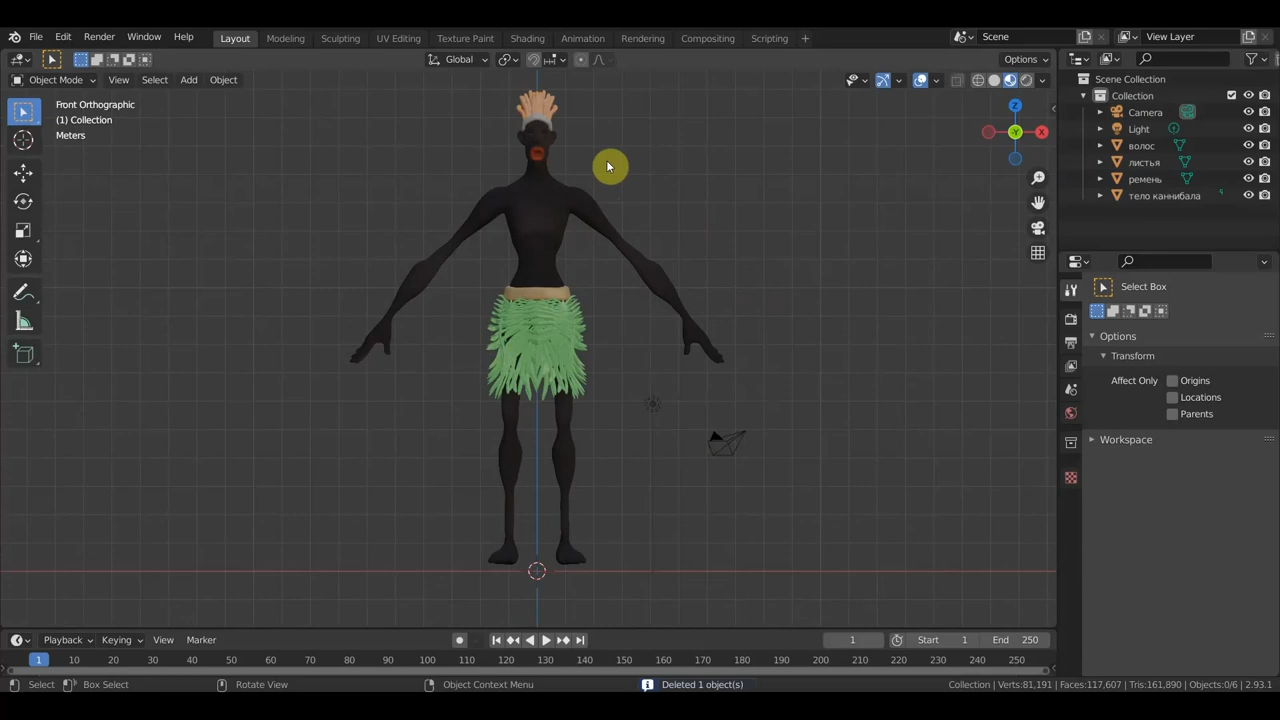 File Edit Render Window Help Layout Modeling Sculpting UV Editing Texture Paint Shading Animation Rendering Compositing Scripting + Scene View Layer
Global Options
Object Mode View Select Add Object
Front Orthographic
(1) Collection
Meters
Z
X
-Y
Scene Collection
Collection
Camera
Light
волос
листья
ремень
тело каннибала
Select Box
Options
Transform
Affect Only Origins
Locations
Parents
Workspace
Playback Keying View Marker 1 Start 1 End 250
1 10 20 30 40 50 60 70 80 90 100 110 120 130 140 150 160 170 180 190 200 210 220 230 240 250
Select Box Select Rotate View Object Context Menu Deleted 1 object(s) Collection | Verts:81,191 | Faces:117,607 | Tris:161,890 | Objects:0/6 | 2.93.1